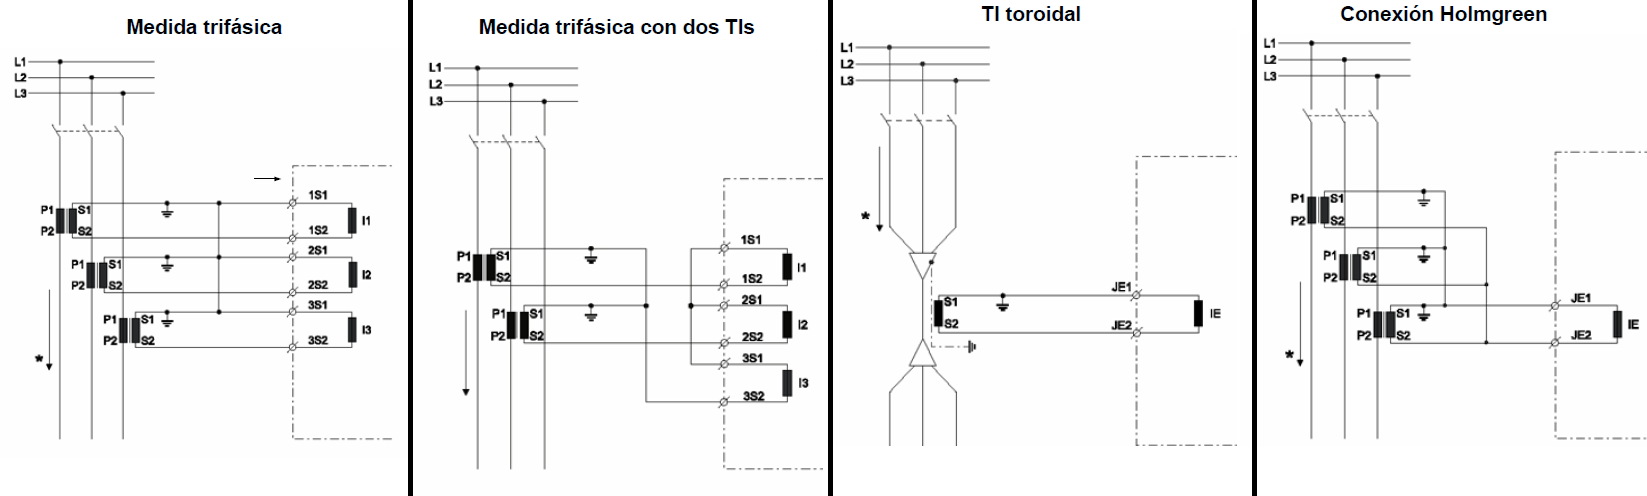 Medida trifásica
L1
L2
L3
P1
S1
P2
S2
1S1
I1
1S2
P1
S1
P2
S2
2S1
I2
2S2
P1
S1
P2
S2
3S1
I3
3S2
*
Medida trifásica con dos TIs
L1
L2
L3
P1
S1
P2
S2
1S1
I1
1S2
P1
S1
P2
S2
2S1
I2
2S2
3S1
I3
3S2
TI toroidal
L1
L2
L3
*
S1
S2
JE1
IE
JE2
Conexión Holmgreen
L1
L2
L3
P1
S1
P2
S2
P1
S1
P2
S2
P1
S1
P2
S2
JE1
IE
JE2
*